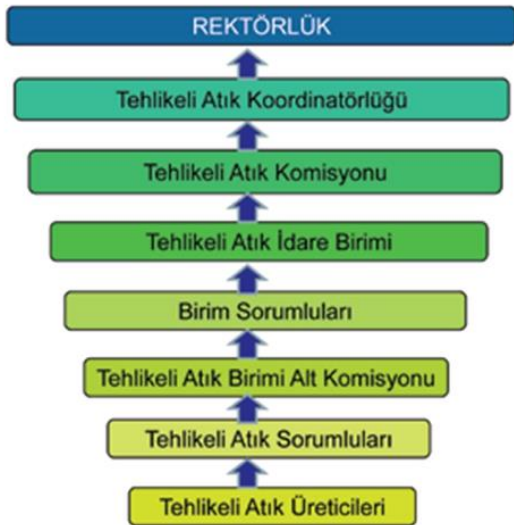 REKTÖRLÜK
Tehlikeli Atık Koordinatörlüğü
Tehlikeli Atık Komisyonu
Tehlikeli Atık İdare Birimi
Birim Sorumluları
Tehlikeli Atık Birimi Alt Komisyonu
Tehlikeli Atık Sorumluları
Tehlikeli Atık Üreticileri